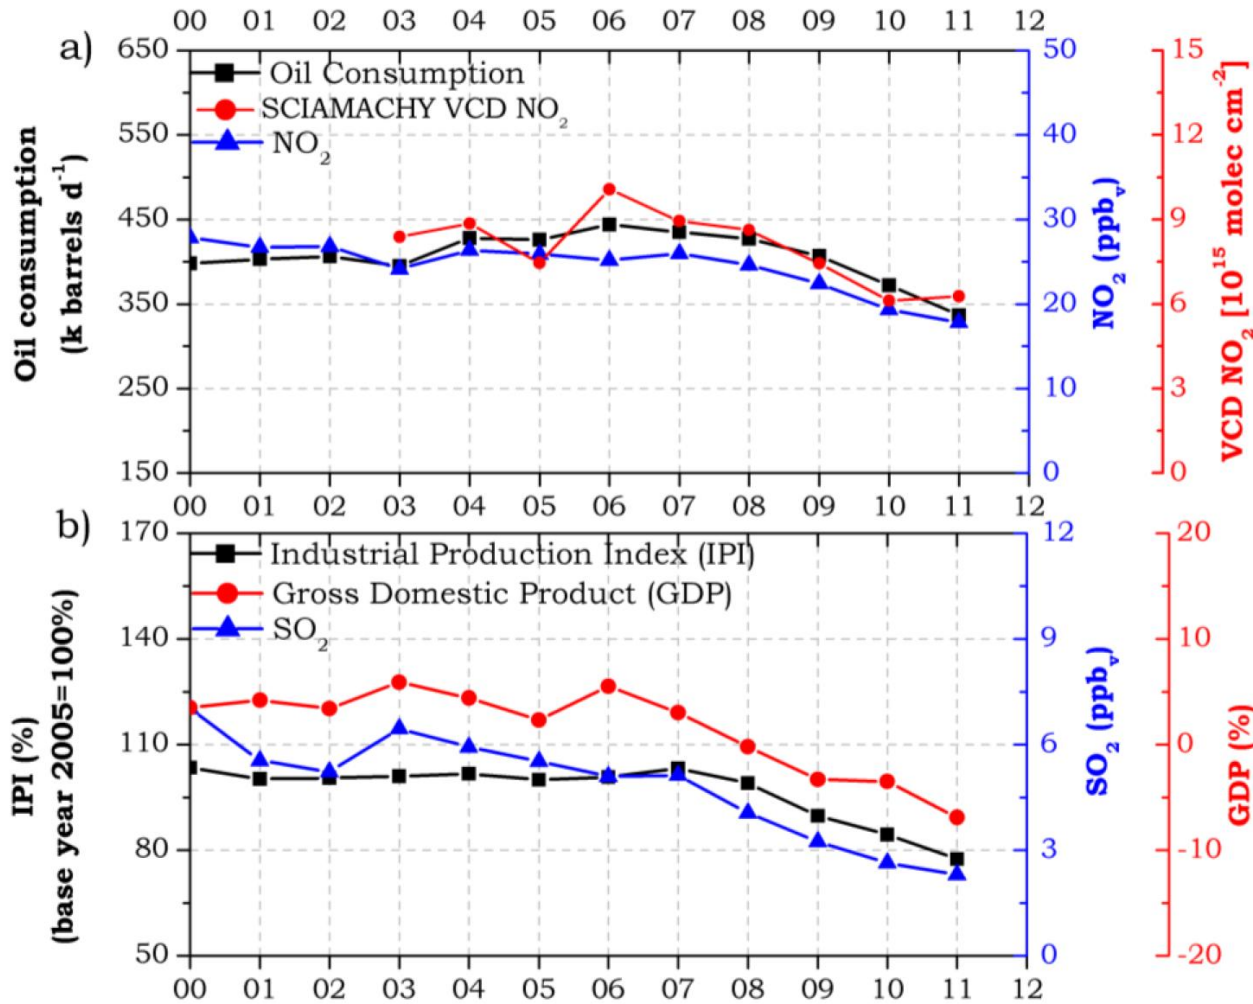 00 01 02 03 04 05 06 07 08 09 10 11 12
a)
650 50 15
Oil Consumption
SCIAMACHY VCD NO₂
NO₂
550 40 12
450 30 9
350 20 6
250 10 3
150 0 0
Oil consumption
(k barrels d⁻¹)
NO₂ (ppbᵥ)
VCD NO₂ [10¹⁵ molec cm⁻²]
00 01 02 03 04 05 06 07 08 09 10 11 12
b)
170 12 20
Industrial Production Index (IPI)
Gross Domestic Product (GDP)
SO₂
140 9 10
110 6 0
80 3 -10
50 0 -20
IPI (%)
(base year 2005=100%)
SO₂ (ppbᵥ)
GDP (%)
00 01 02 03 04 05 06 07 08 09 10 11 12